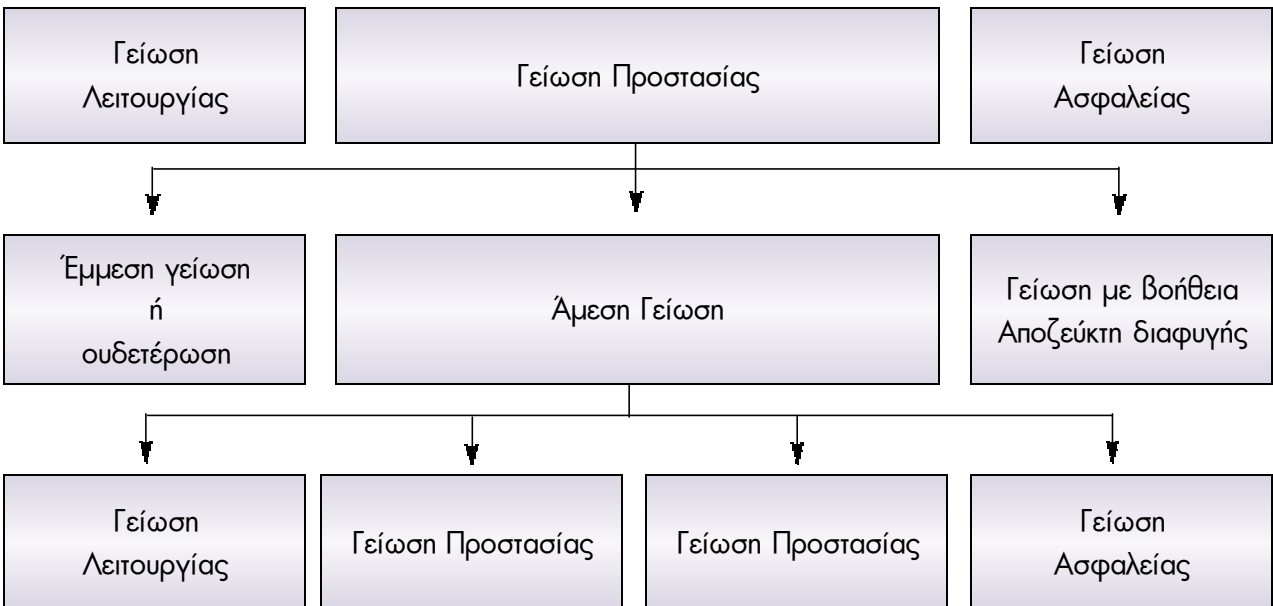 Γείωση
Λειτουργίας
Γείωση Προστασίας
Γείωση
Ασφαλείας
Έμμεση γείωση
ή
ουδετέρωση
Άμεση Γείωση
Γείωση με βοήθεια
Αποζεύκτη διαφυγής
Γείωση
Λειτουργίας
Γείωση Προστασίας
Γείωση Προστασίας
Γείωση
Ασφαλείας